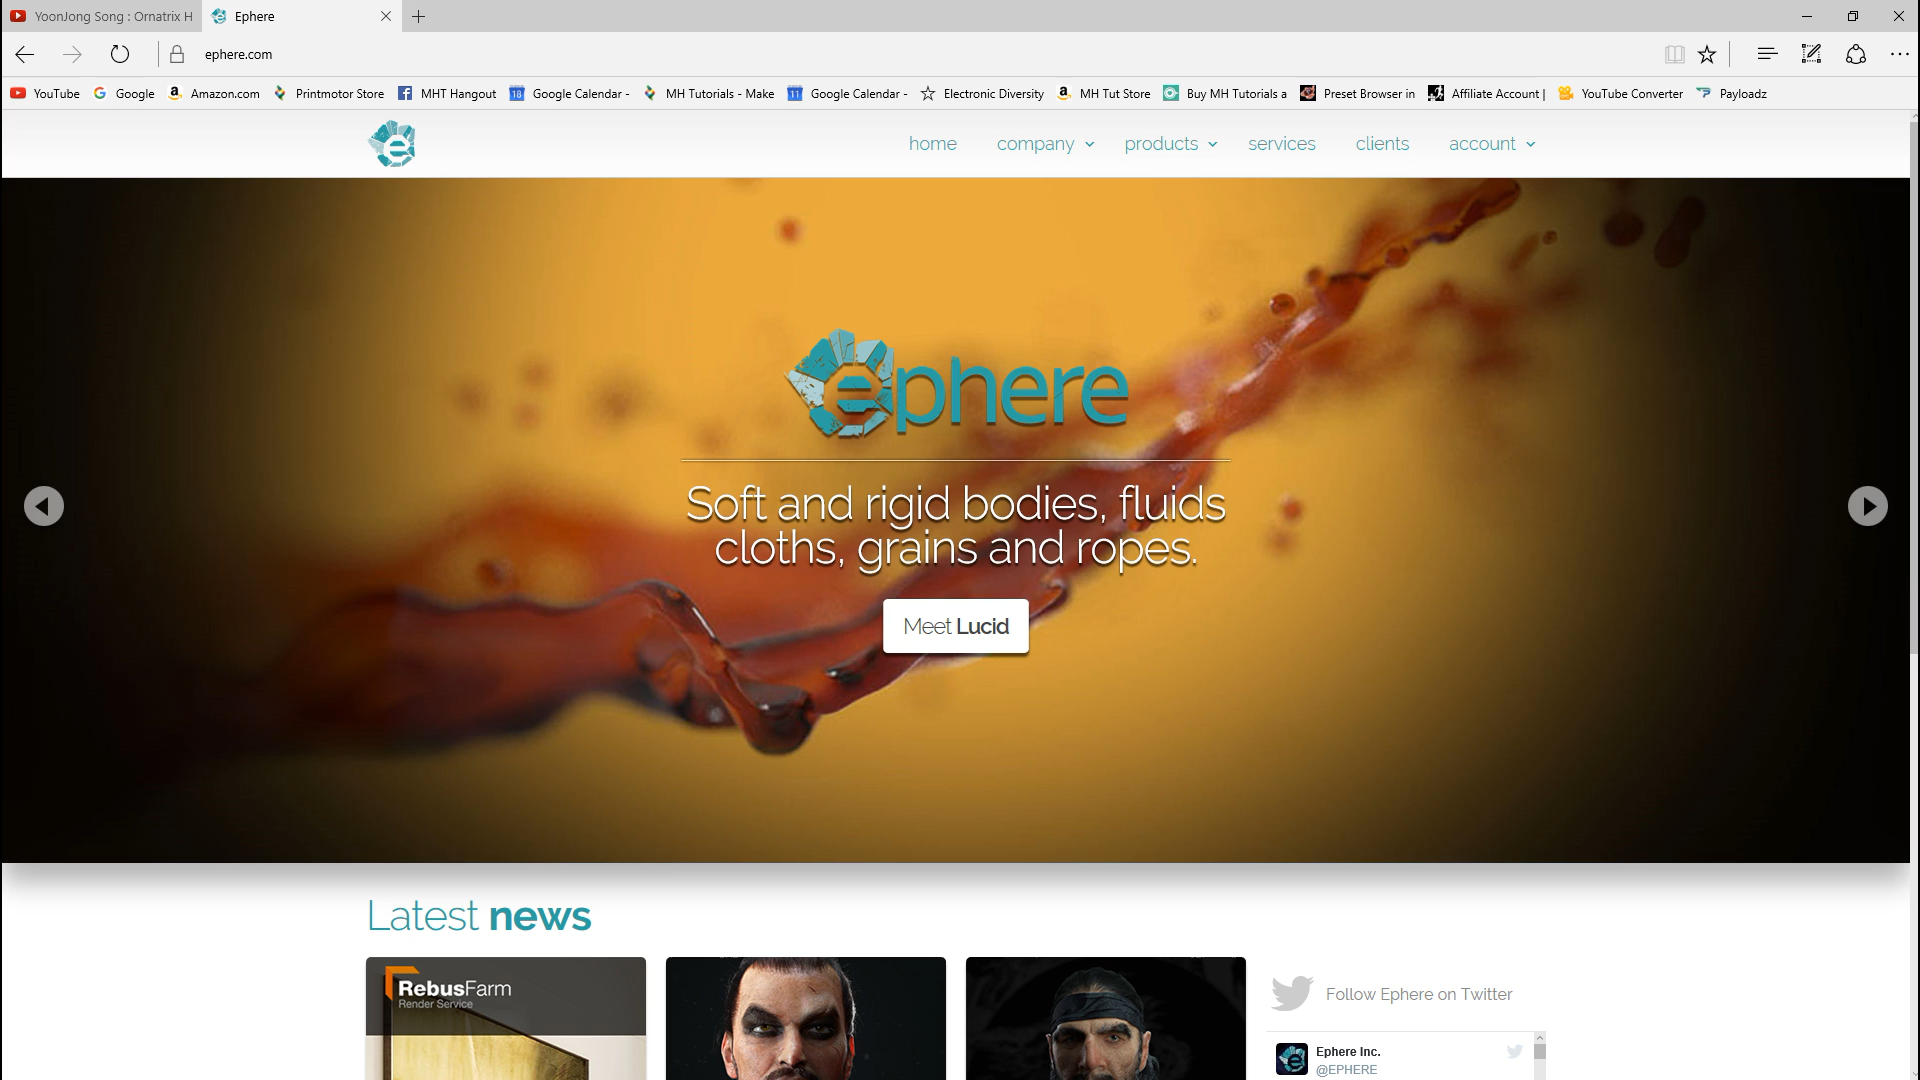 YoonJong Song : Ornatrix H
Ephere
ephere.com
YouTube
Google
Amazon.com
Printmotor Store
MHT Hangout
18
Google Calendar -
MH Tutorials - Make
11
Google Calendar -
Electronic Diversity
MH Tut Store
Buy MH Tutorials a
Preset Browser in
Affiliate Account |
YouTube Converter
Payloadz
e
home
company
products
services
clients
account
ephere
Soft and rigid bodies, fluids
cloths, grains and ropes.
Meet Lucid
Latest news
RebusFarm
Render Service
Follow Ephere on Twitter
Ephere Inc.
@EPHERE